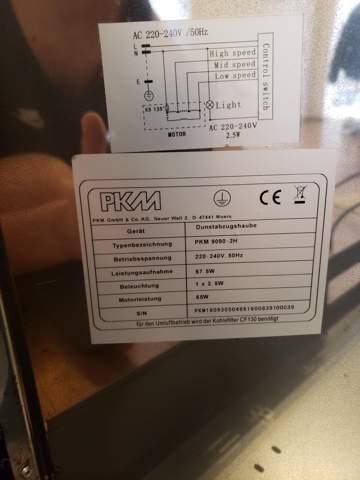 AC 220-240V /50Hz
L
N
High speed
Mid speed
Low speed
Control switch
E
Light
MOTOR
AC 220-240V
2.5W
PKM
CE
PKM GmbH & Co. KG, Neuer Wall 2, D-47441 Moers
Gerät Dunstabzugshaube
Typenbezeichnung PKM 9090-2H
Betriebsspannung 220-240V, 50Hz
Leistungsaufnahme 67.5W
Beleuchtung 1 x 2.5W
Motorleistung 65W
S/N
für den Umluftbetrieb wird der Kohlefilter CF130 benötigt